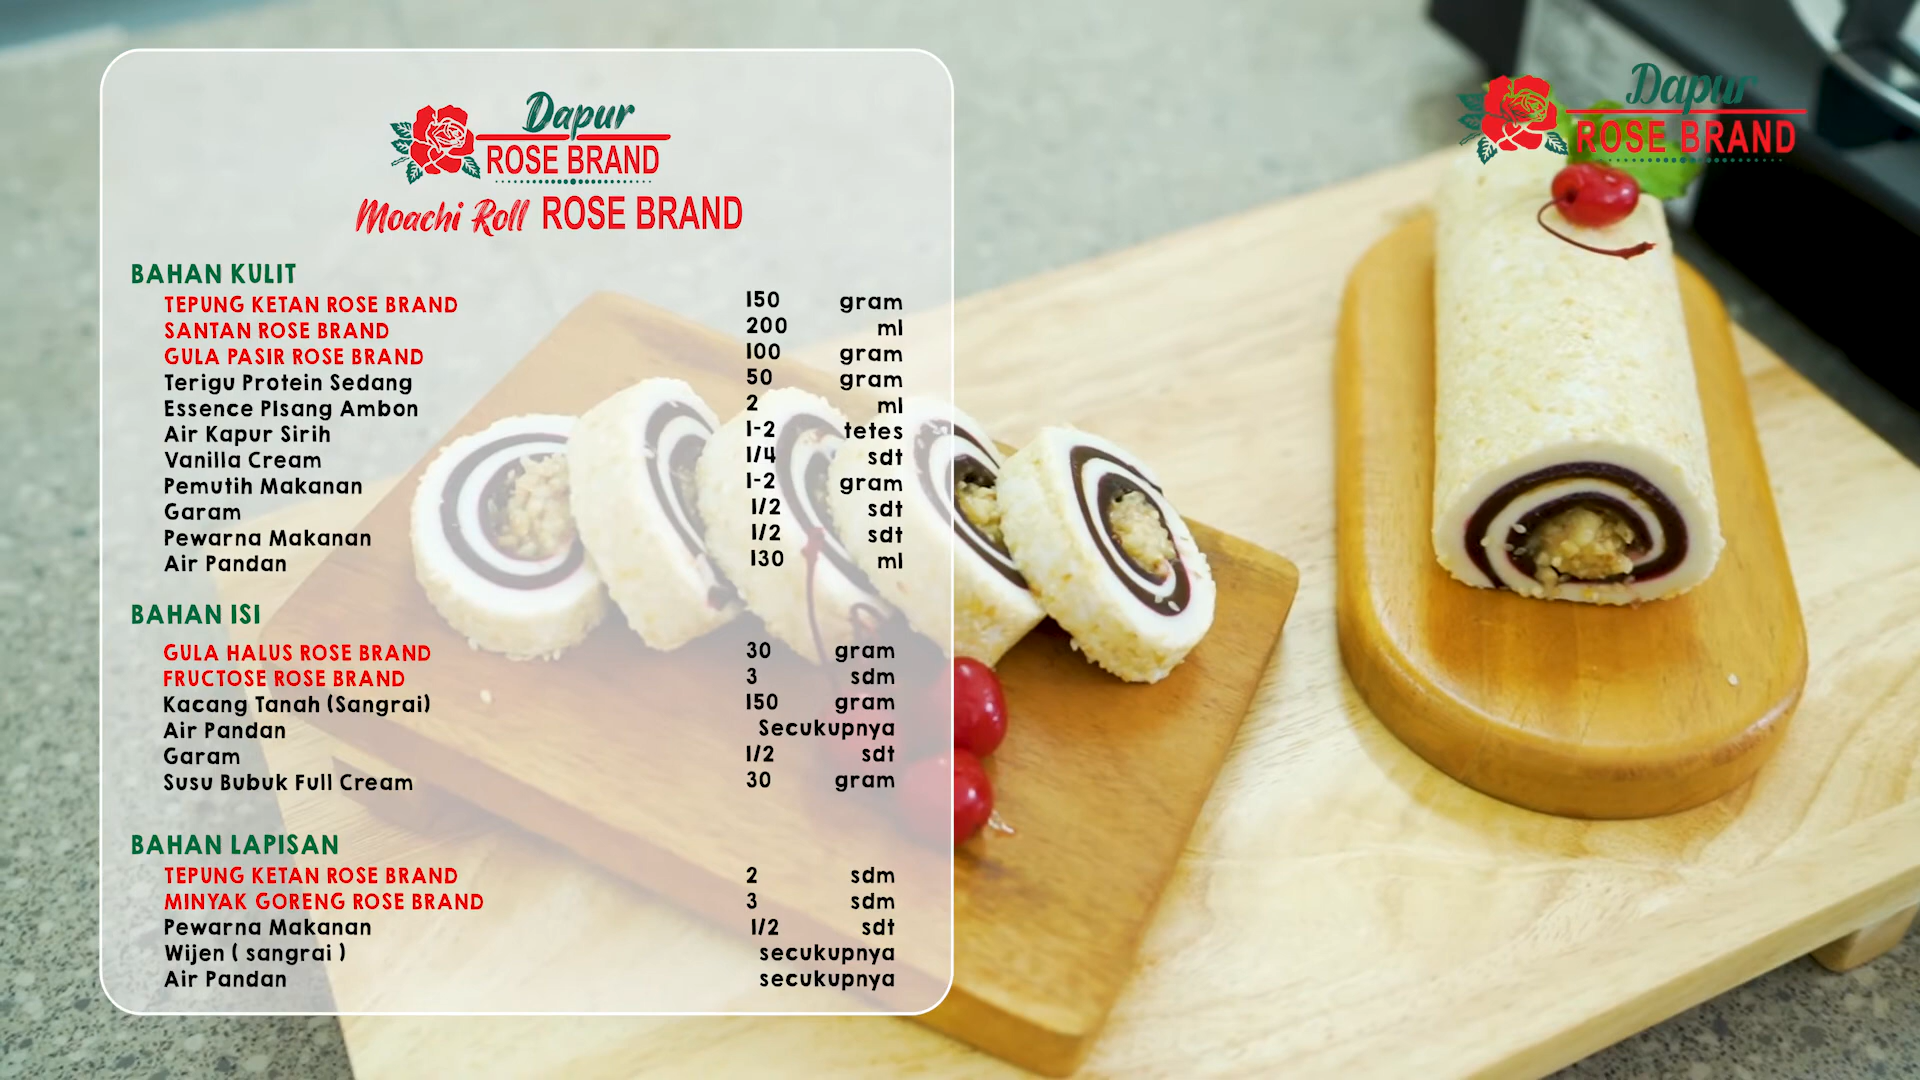 Dapur
ROSE BRAND
Moachi Roll ROSE BRAND
BAHAN KULIT
TEPUNG KETAN ROSE BRAND 150 gram
SANTAN ROSE BRAND 200 ml
GULA PASIR ROSE BRAND 100 gram
Terigu Protein Sedang 50 gram
Essence PIsang Ambon 2 ml
Air Kapur Sirih 1-2 tetes
Vanilla Cream 1/4 sdt
Pemutih Makanan 1-2 gram
Garam 1/2 sdt
Pewarna Makanan 1/2 sdt
Air Pandan 130 ml
BAHAN ISI
GULA HALUS ROSE BRAND 30 gram
FRUCTOSE ROSE BRAND 3 sdm
Kacang Tanah (Sangrai) 150 gram
Air Pandan Secukupnya
Garam 1/2 sdt
Susu Bubuk Full Cream 30 gram
BAHAN LAPISAN
TEPUNG KETAN ROSE BRAND 2 sdm
MINYAK GORENG ROSE BRAND 3 sdm
Pewarna Makanan 1/2 sdt
Wijen ( sangrai ) secukupnya
Air Pandan secukupnya
Dapur
ROSE BRAND